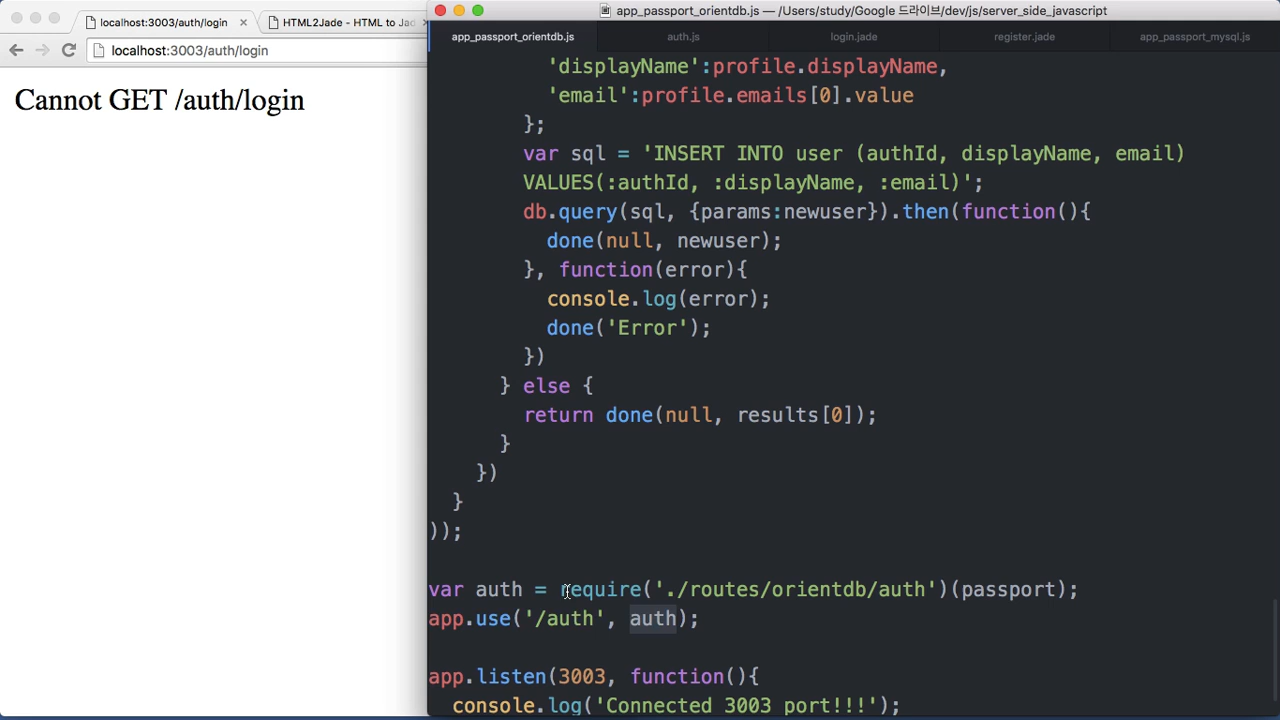 localhost:3003/auth/login
HTML2Jade - HTML to Jad
localhost:3003/auth/login
Cannot GET /auth/login
app_passport_orientdb.js — /Users/study/Google 드라이브/dev/js/server_side_javascript
app_passport_orientdb.js
auth.js
login.jade
register.jade
app_passport_mysql.js
'displayName':profile.displayName,
'email':profile.emails[0].value
};
var sql = 'INSERT INTO user (authId, displayName, email)
VALUES(:authId, :displayName, :email)';
db.query(sql, {params:newuser}).then(function(){
done(null, newuser);
}, function(error){
console.log(error);
done('Error');
})
} else {
return done(null, results[0]);
}
})
}
));
var auth = require('./routes/orientdb/auth')(passport);
app.use('/auth', auth);
app.listen(3003, function(){
console.log('Connected 3003 port!!!');